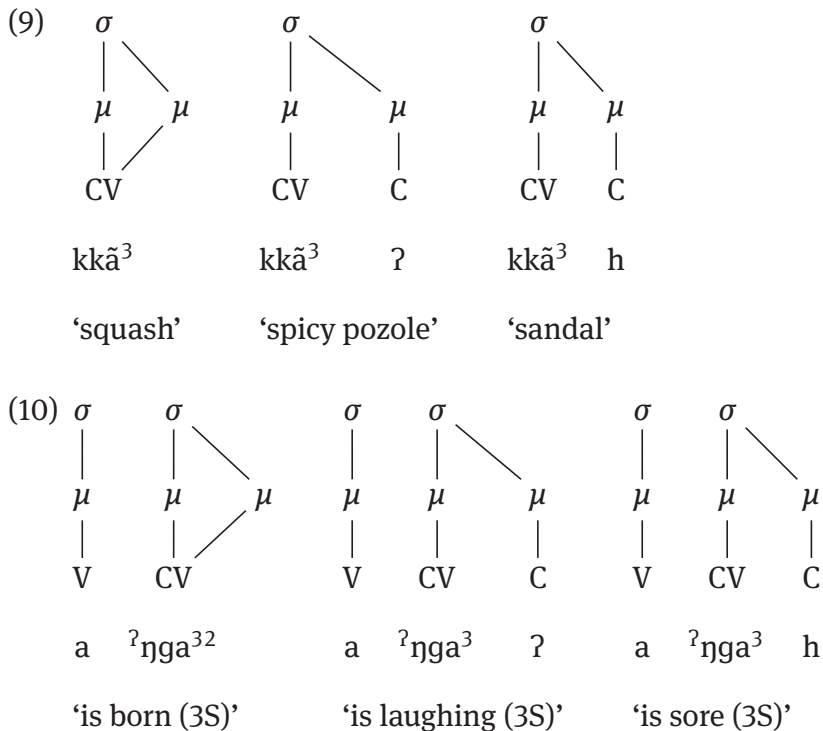 (9) σ σ σ
μ μ μ μ μ μ
CV CV C CV C
kkã³ kkã³ ʔ kkã³ h
‘squash’ ‘spicy pozole’ ‘sandal’
(10) σ σ σ σ σ σ
μ μ μ μ μ μ μ μ μ
V CV V CV C V CV C
a ˀŋga³² a ˀŋga³ ʔ a ˀŋga³ h
‘is born (3S)’ ‘is laughing (3S)’ ‘is sore (3S)’